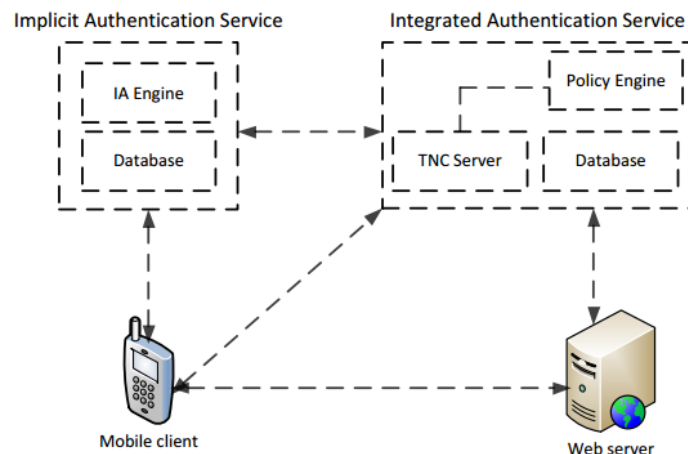 Implicit Authentication Service
Integrated Authentication Service
IA Engine
Policy Engine
Database
TNC Server
Database
Mobile client
Web server